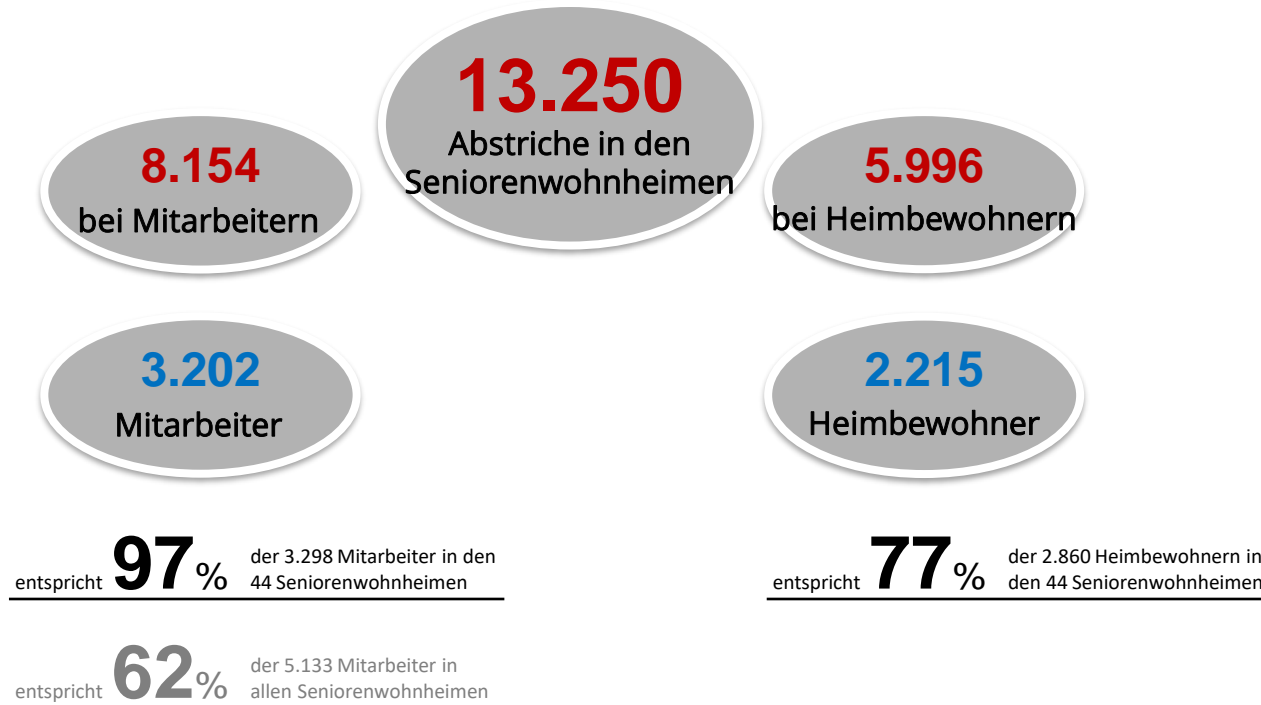 13.250
Abstriche in den
Seniorenwohnheimen
8.154
bei Mitarbeitern
5.996
bei Heimbewohnern
3.202
Mitarbeiter
2.215
Heimbewohner
entspricht 97% der 3.298 Mitarbeiter in den
44 Seniorenwohnheimen
entspricht 77% der 2.860 Heimbewohnern in
den 44 Seniorenwohnheimen
entspricht 62% der 5.133 Mitarbeiter in
allen Seniorenwohnheimen